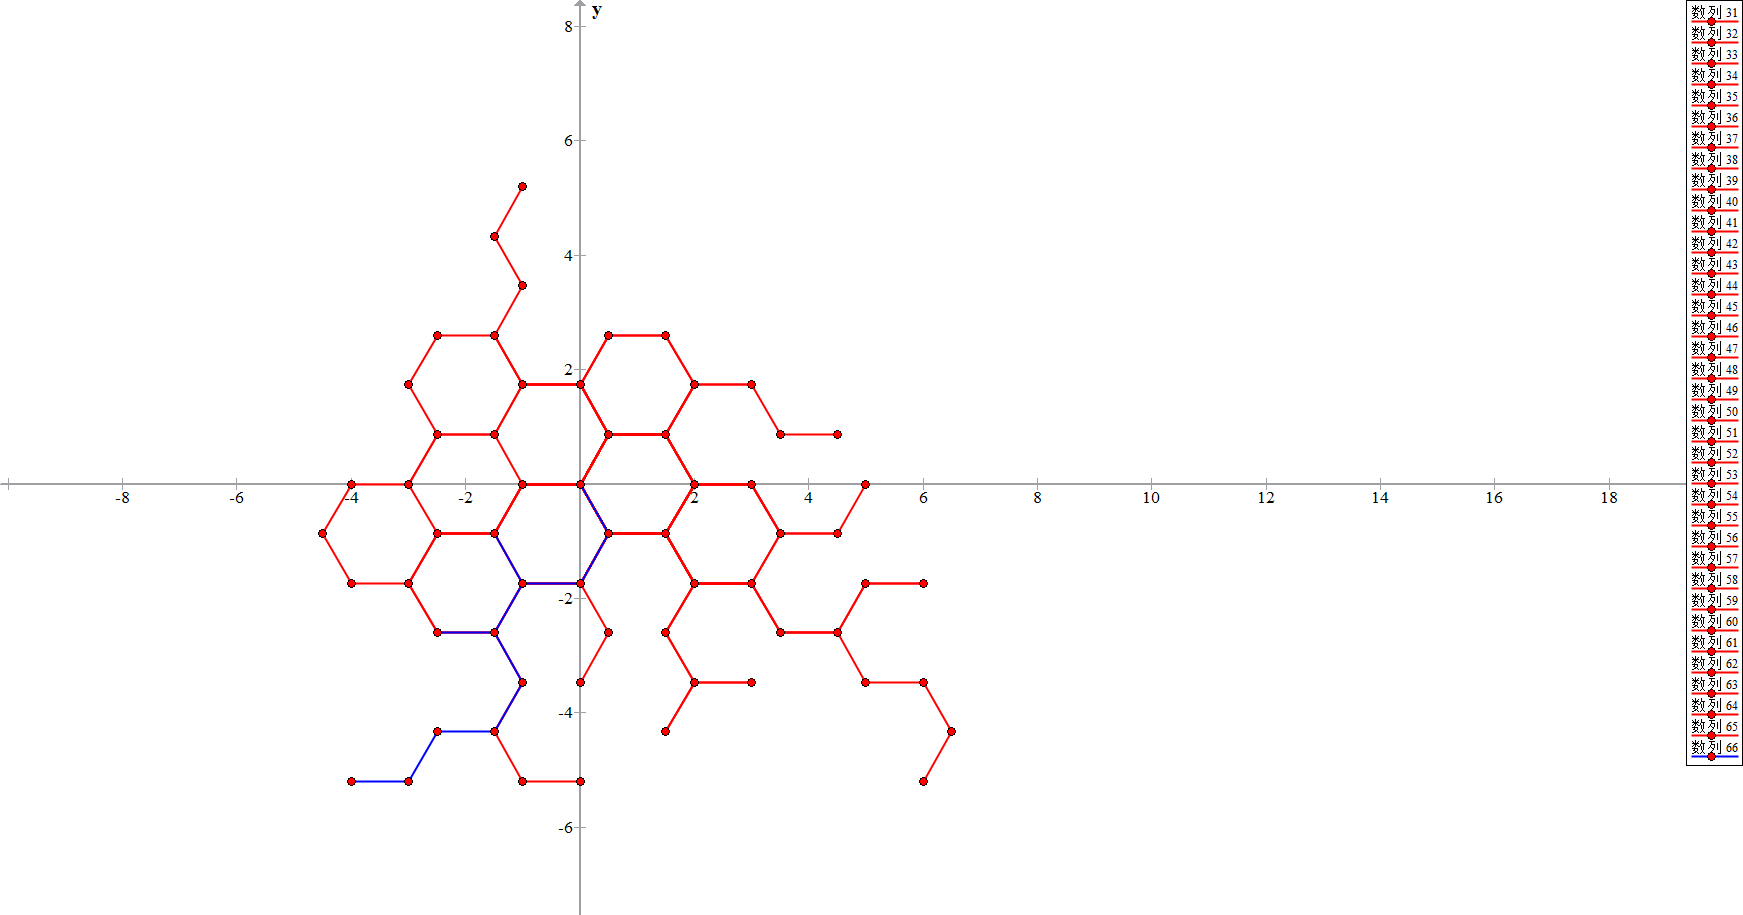 y
8
6
4
2
-8 -6 -4 -2 2 4 6 8 10 12 14 16 18
-2
-4
-6
数列 31
数列 32
数列 33
数列 34
数列 35
数列 36
数列 37
数列 38
数列 39
数列 40
数列 41
数列 42
数列 43
数列 44
数列 45
数列 46
数列 47
数列 48
数列 49
数列 50
数列 51
数列 52
数列 53
数列 54
数列 55
数列 56
数列 57
数列 58
数列 59
数列 60
数列 61
数列 62
数列 63
数列 64
数列 65
数列 66